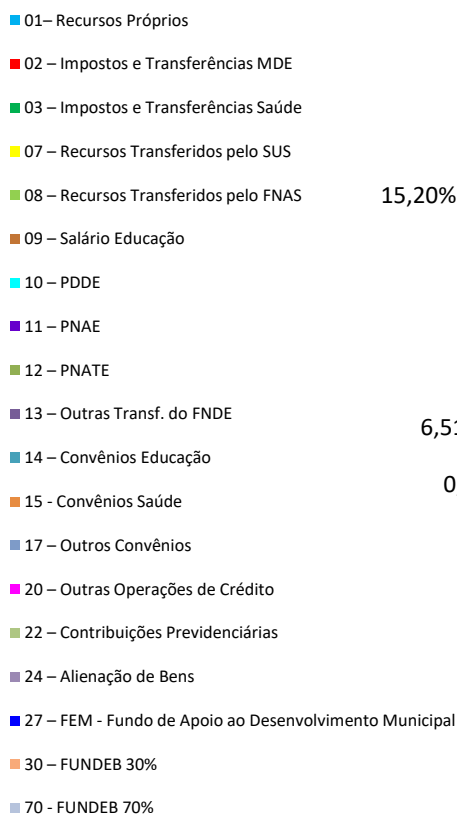 01– Recursos Próprios
02 – Impostos e Transferências MDE
03 – Impostos e Transferências Saúde
07 – Recursos Transferidos pelo SUS
08 – Recursos Transferidos pelo FNAS
15,20%
09 – Salário Educação
10 – PDDE
11 – PNAE
12 – PNATE
13 – Outras Transf. do FNDE
6,51
14 – Convênios Educação
0
15 - Convênios Saúde
17 – Outros Convênios
20 – Outras Operações de Crédito
22 – Contribuições Previdenciárias
24 – Alienação de Bens
27 – FEM - Fundo de Apoio ao Desenvolvimento Municipal
30 – FUNDEB 30%
70 - FUNDEB 70%